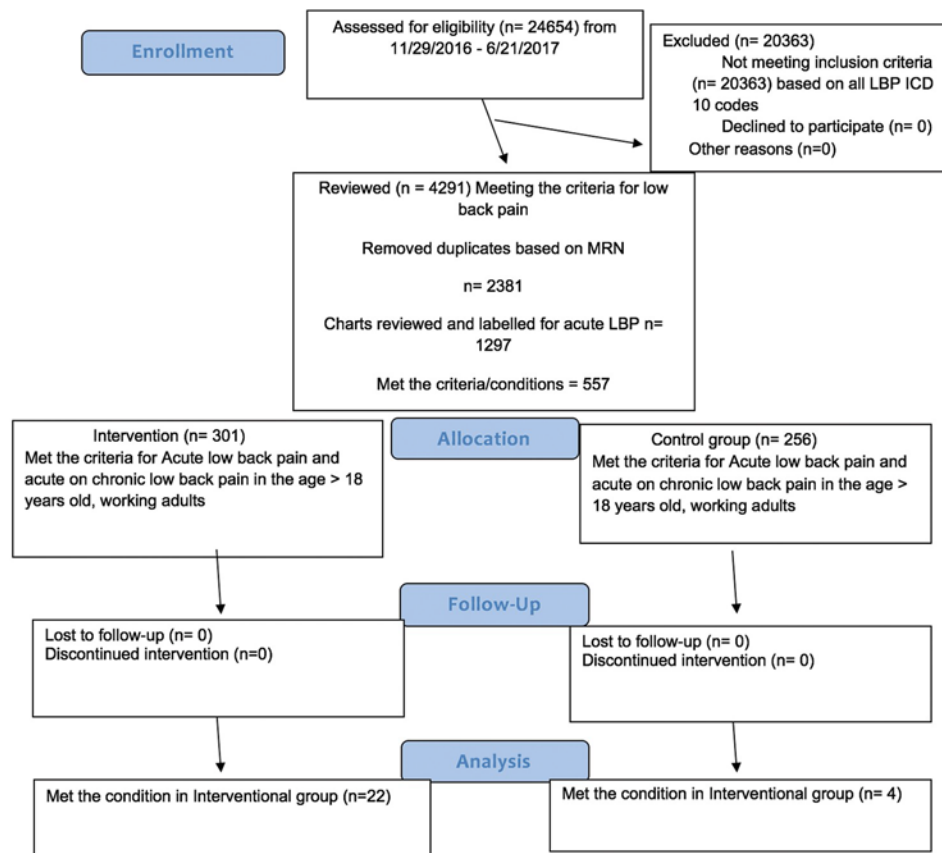 Enrollment
Assessed for eligibility (n= 24654) from
11/29/2016 - 6/21/2017
Excluded (n= 20363)
Not meeting inclusion criteria
(n= 20363) based on all LBP ICD
10 codes
Declined to participate (n= 0)
Other reasons (n=0)
Reviewed (n = 4291) Meeting the criteria for low
back pain
Removed duplicates based on MRN
n= 2381
Charts reviewed and labelled for acute LBP n=
1297
Met the criteria/conditions = 557
Allocation
Intervention (n= 301)
Met the criteria for Acute low back pain and
acute on chronic low back pain in the age > 18
years old, working adults
Control group (n= 256)
Met the criteria for Acute low back pain and
acute on chronic low back pain in the age >
18 years old, working adults
Follow-Up
Lost to follow-up (n= 0)
Discontinued intervention (n=0)
Lost to follow-up (n= 0)
Discontinued intervention (n= 0)
Analysis
Met the condition in Interventional group (n=22)
Met the condition in Interventional group (n= 4)